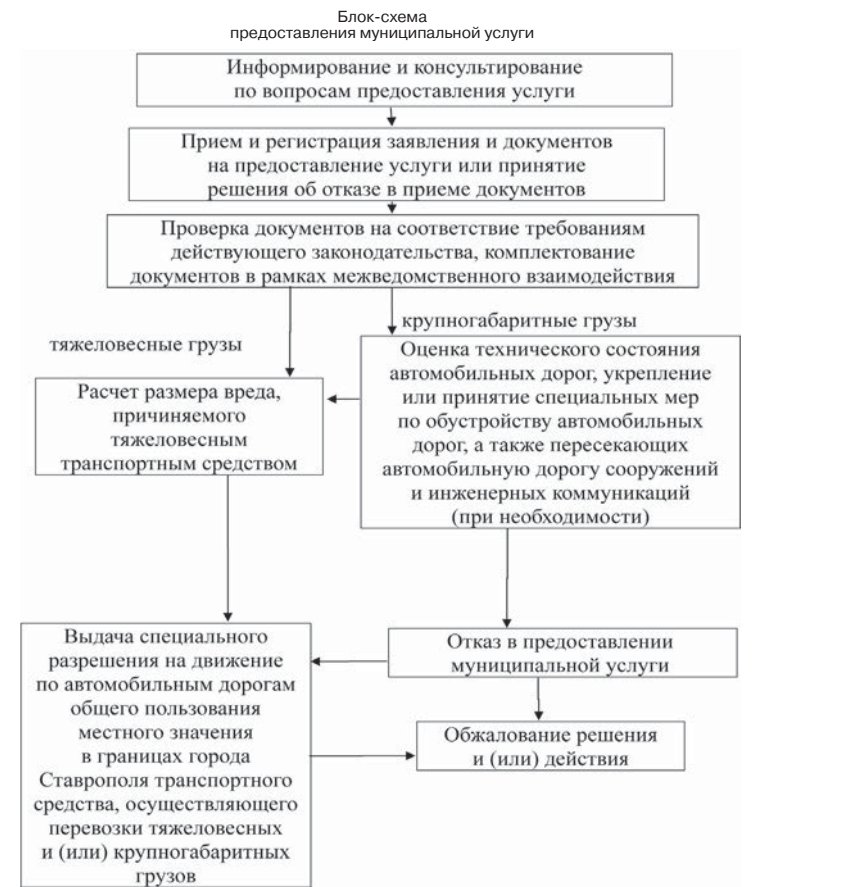 Блок-схема
предоставления муниципальной услуги
Информирование и консультирование
по вопросам предоставления услуги
Прием и регистрация заявления и документов
на предоставление услуги или принятие
решения об отказе в приеме документов
Проверка документов на соответствие требованиям
действующего законодательства, комплектование
документов в рамках межведомственного взаимодействия
крупногабаритные грузы
тяжеловесные грузы
Оценка технического состояния
автомобильных дорог, укрепление
или принятие специальных мер
по обустройству автомобильных
дорог, а также пересекающих
автомобильную дорогу сооружений
и инженерных коммуникаций
(при необходимости)
Расчет размера вреда,
причиняемого
тяжеловесным
транспортным средством
Выдача специального
разрешения на движение
по автомобильным дорогам
общего пользования
местного значения
в границах города
Ставрополя транспортного
средства, осуществляющего
перевозки тяжеловесных
и (или) крупногабаритных
грузов
Отказ в предоставлении
муниципальной услуги
Обжалование решения
и (или) действия